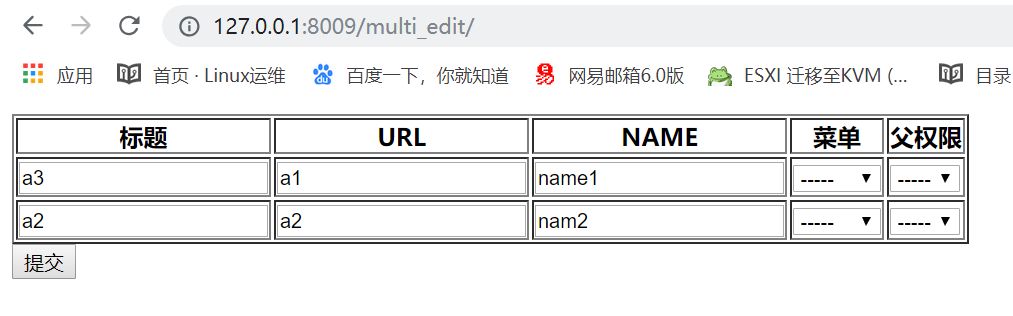 127.0.0.1:8009/multi_edit/
应用 首页 · Linux运维 百度一下，你就知道 网易邮箱6.0版 ESXI 迁移至KVM (... 目录
标题 URL NAME 菜单 父权限
a3 a1 name1 ----- -----
a2 a2 nam2 ----- -----
提交